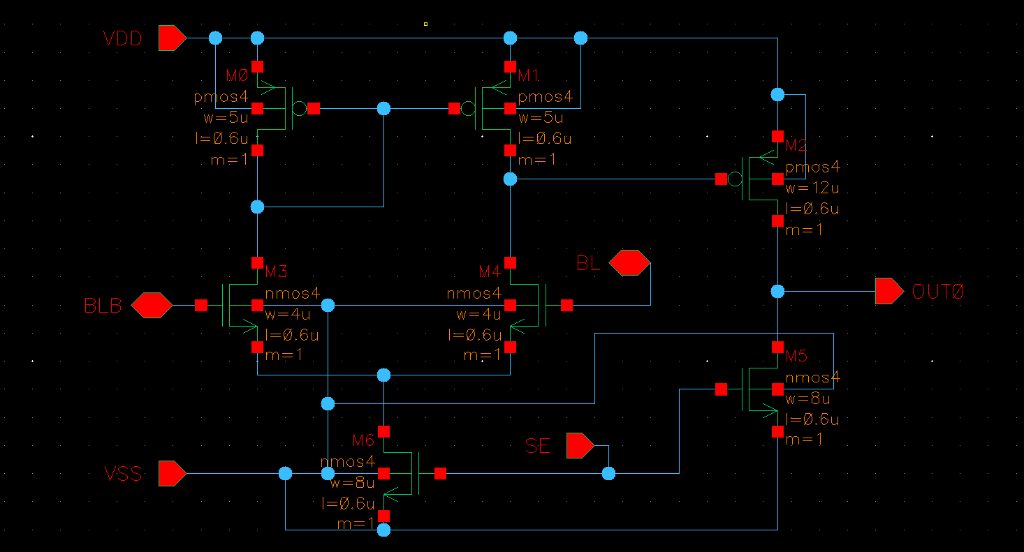 VDD
M0
pmos4
w=5u
l=0.6u
m=1
M1
pmos4
w=5u
l=0.6u
m=1
M2
pmos4
w=12u
l=0.6u
m=1
BLB
M3
nmos4
w=4u
l=0.6u
m=1
M4
nmos4
w=4u
l=0.6u
m=1
BL
OUT0
M5
nmos4
w=8u
l=0.6u
m=1
VSS
M6
nmos4
w=8u
l=0.6u
m=1
SE